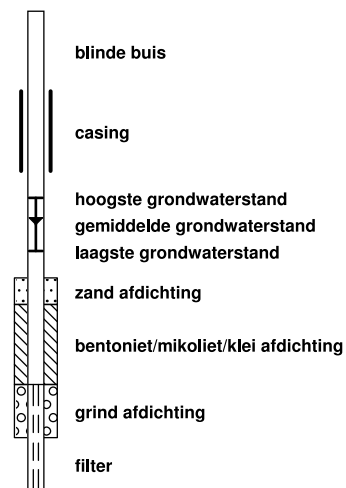 blinde buis
casing
hoogste grondwaterstand
gemiddelde grondwaterstand
laagste grondwaterstand
zand afdichting
bentoniet/mikoliet/klei afdichting
grind afdichting
filter